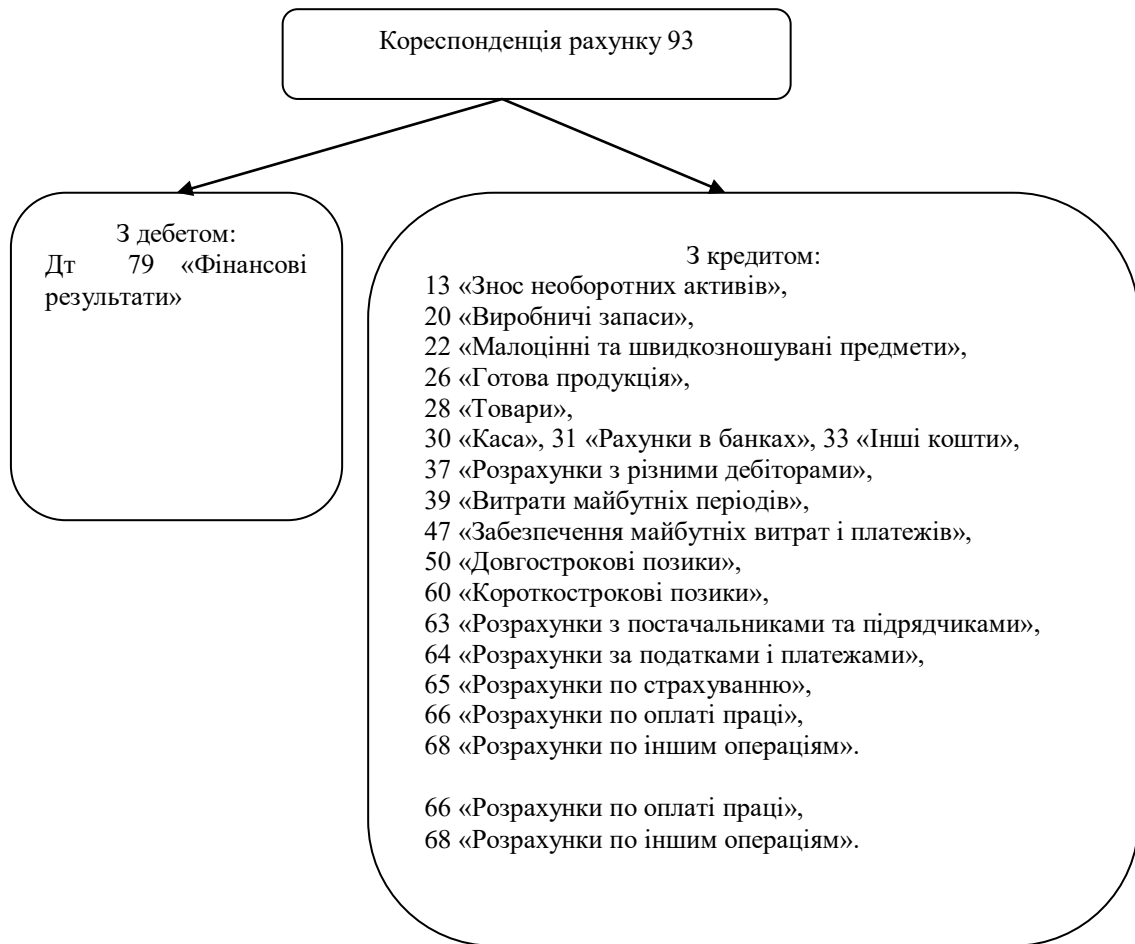 Кореспонденція рахунку 93
З дебетом:
Дт 79 «Фінансові
результати»
З кредитом:
13 «Знос необоротних активів»,
20 «Виробничі запаси»,
22 «Малоцінні та швидкозношувані предмети»,
26 «Готова продукція»,
28 «Товари»,
30 «Каса», 31 «Рахунки в банках», 33 «Інші кошти»,
37 «Розрахунки з різними дебіторами»,
39 «Витрати майбутніх періодів»,
47 «Забезпечення майбутніх витрат і платежів»,
50 «Довгострокові позики»,
60 «Короткострокові позики»,
63 «Розрахунки з постачальниками та підрядчиками»,
64 «Розрахунки за податками і платежами»,
65 «Розрахунки по страхуванню»,
66 «Розрахунки по оплаті праці»,
68 «Розрахунки по іншим операціям».
66 «Розрахунки по оплаті праці»,
68 «Розрахунки по іншим операціям».